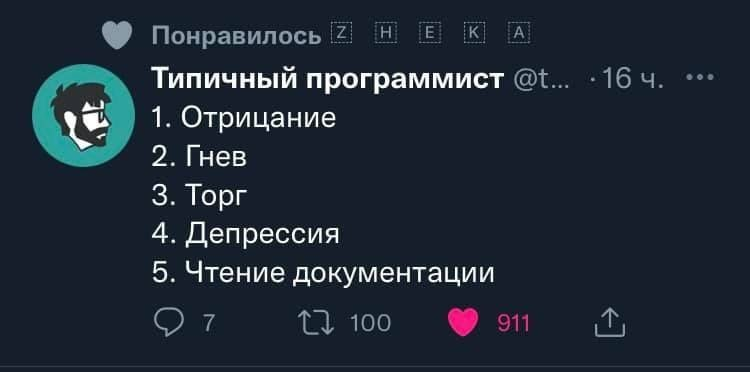 Понравилось 🅉 🄷 🄴 🄺 🄰
Типичный программист @t... · 16 ч.
1. Отрицание
2. Гнев
3. Торг
4. Депрессия
5. Чтение документации
7 100 911